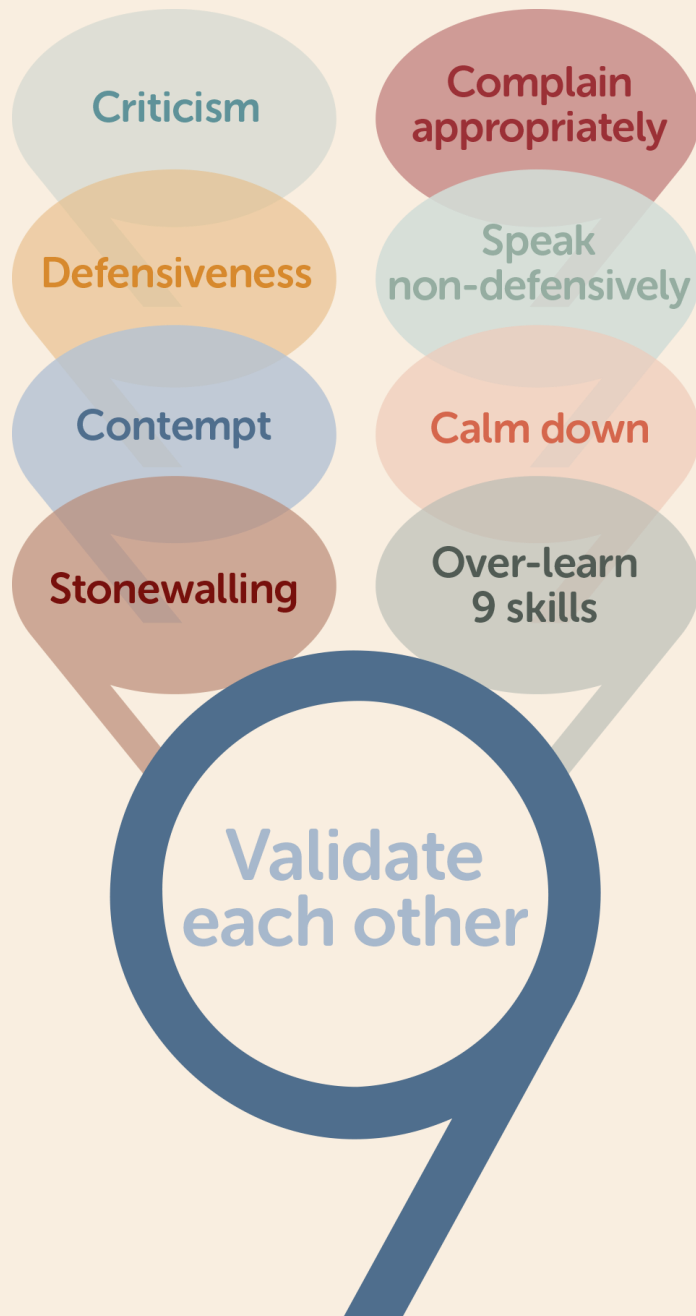 Criticism
Defensiveness
Contempt
Stonewalling
Complain
appropriately
Speak
non-defensively
Calm down
Over-learn
9 skills
Validate
each other